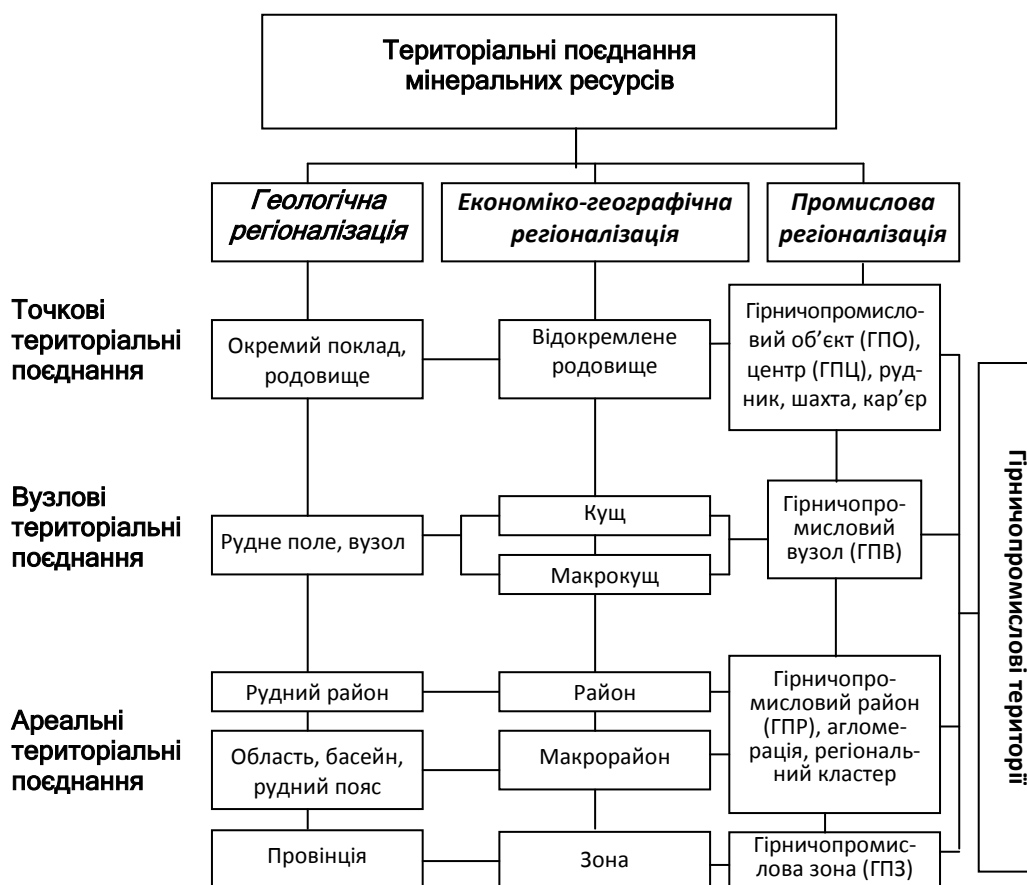 Територіальні поєднання
мінеральних ресурсів
Геологічна
регіоналізація
Економіко-географічна
регіоналізація
Промислова
регіоналізація
Точкові
територіальні
поєднання
Окремий поклад,
родовище
Відокремлене
родовище
Гірничопромисло-
вий об’єкт (ГПО),
центр (ГПЦ), руд-
ник, шахта, кар’єр
Вузлові
територіальні
поєднання
Рудне поле, вузол
Кущ
Макрокущ
Гірничопро-
мисловий
вузол (ГПВ)
Ареальні
територіальні
поєднання
Рудний район
Район
Гірничопро-
мисловий район
(ГПР), агломе-
рація, регіональ-
ний кластер
Область, басейн,
рудний пояс
Макрорайон
Провінція
Зона
Гірничопромис-
лова зона (ГПЗ)
Гірничопромислові території